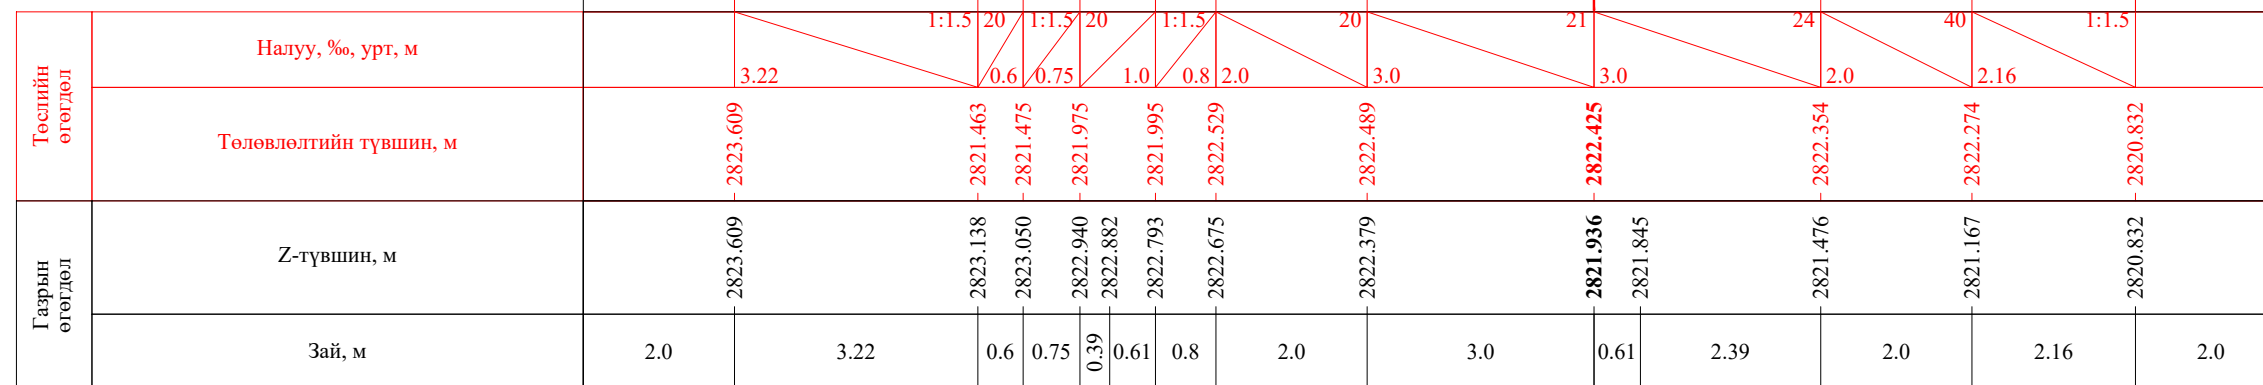 Төслийн
өгөгдөл
Налуу, ‰, урт, м
1:1.5 20 1:1.5 20 1:1.5 20 21 24 40 1:1.5
3.22 0.6 0.75 1.0 0.8 2.0 3.0 3.0 2.0 2.16
Төлөвлөлтийн түвшин, м
2823.609 2821.463 2821.475 2821.975 2821.995 2822.529 2822.489 2822.425 2822.354 2822.274 2820.832
Газрын
өгөгдөл
Z-түвшин, м
2823.609 2823.138 2823.050 2822.940 2822.882 2822.793 2822.675 2822.379 2821.936 2821.845 2821.476 2821.167 2820.832
Зай, м
2.0 3.22 0.6 0.75 0.39 0.61 0.8 2.0 3.0 0.61 2.39 2.0 2.16 2.0